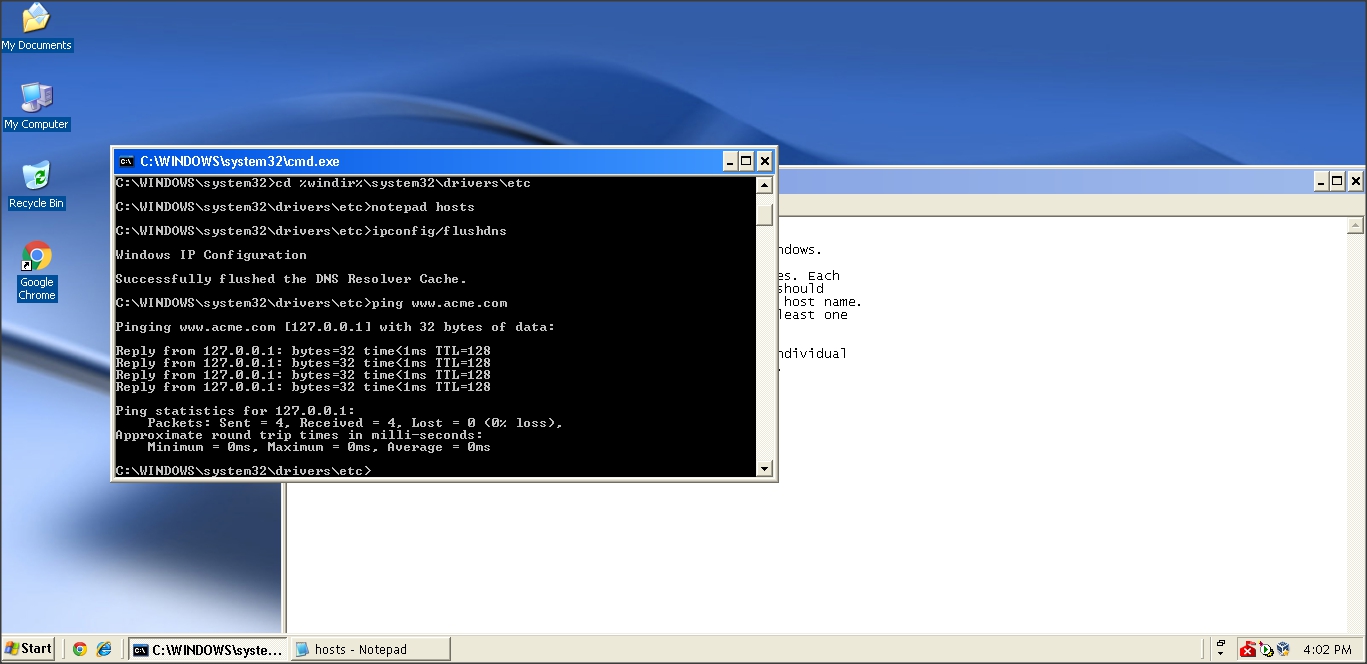 My Documents
My Computer
Recycle Bin
Google
Chrome
C:\WINDOWS\system32\cmd.exe
C:\WINDOWS\system32>cd %windir%\system32\drivers\etc
C:\WINDOWS\system32\drivers\etc>notepad hosts
C:\WINDOWS\system32\drivers\etc>ipconfig/flushdns
Windows IP Configuration
Successfully flushed the DNS Resolver Cache.
C:\WINDOWS\system32\drivers\etc>ping www.acme.com
Pinging www.acme.com [127.0.0.1] with 32 bytes of data:
Reply from 127.0.0.1: bytes=32 time<1ms TTL=128
Reply from 127.0.0.1: bytes=32 time<1ms TTL=128
Reply from 127.0.0.1: bytes=32 time<1ms TTL=128
Reply from 127.0.0.1: bytes=32 time<1ms TTL=128
Ping statistics for 127.0.0.1:
Packets: Sent = 4, Received = 4, Lost = 0 (0% loss),
Approximate round trip times in milli-seconds:
Minimum = 0ms, Maximum = 0ms, Average = 0ms
C:\WINDOWS\system32\drivers\etc>
ndows.
es. Each
should
host name.
least one
ndividual
Start
C:\WINDOWS\syste...
hosts - Notepad
4:02 PM